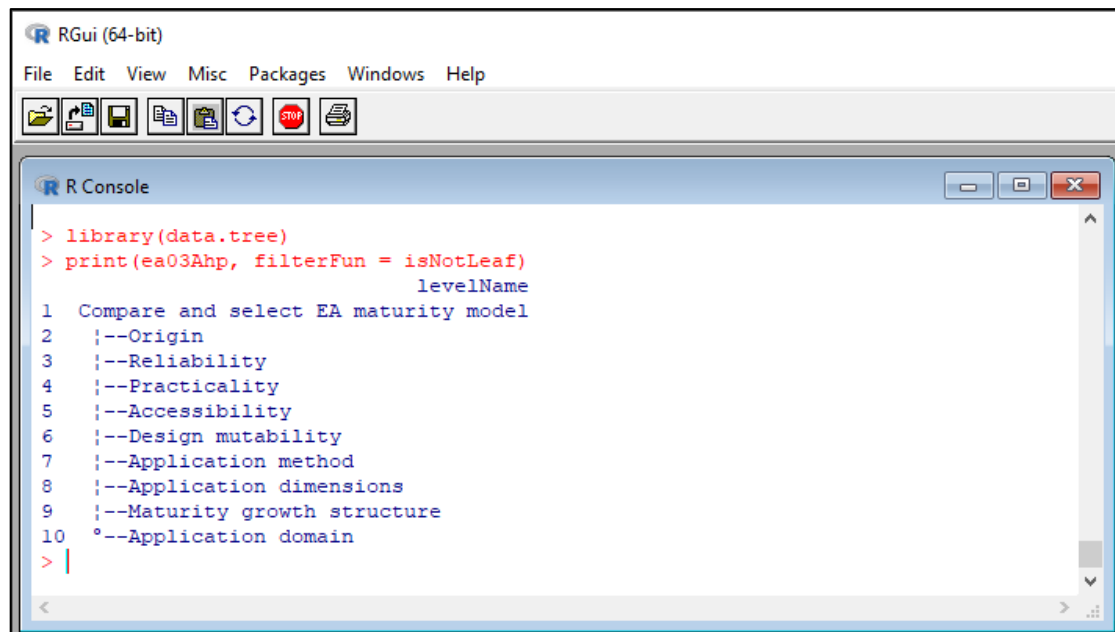 RGui (64-bit)
File Edit View Misc Packages Windows Help
STOP
R Console
> library(data.tree)
> print(ea03Ahp, filterFun = isNotLeaf)
                                levelName
1  Compare and select EA maturity model
2   ¦--Origin
3   ¦--Reliability
4   ¦--Practicality
5   ¦--Accessibility
6   ¦--Design mutability
7   ¦--Application method
8   ¦--Application dimensions
9   ¦--Maturity growth structure
10  °--Application domain
>